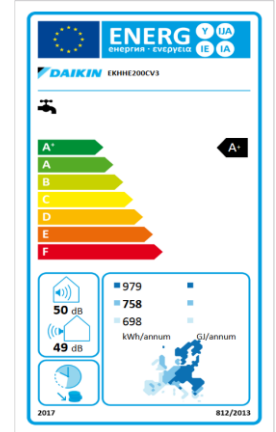 ENERG Y IJA
енергия · ενεργεια IE IA
DAIKIN EKHHE200CV3
A+
A+
A
B
C
D
E
F
50 dB
49 dB
979
758
698
kWh/annum GJ/annum
2017 812/2013